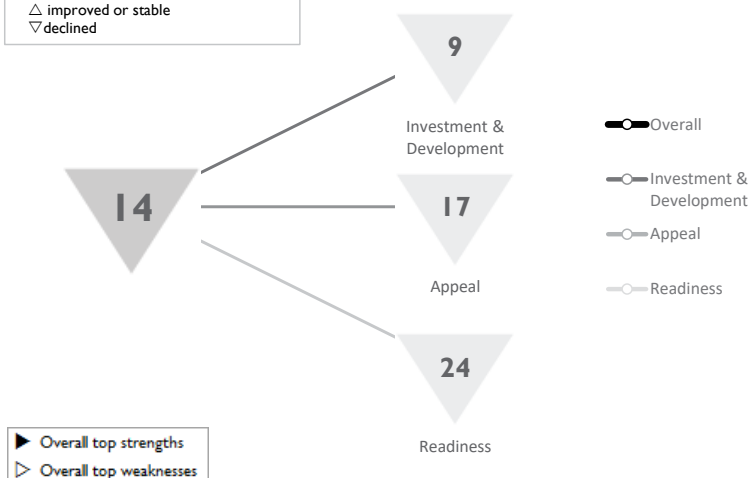 △ improved or stable
▽ declined
9
Investment &
Development
14
17
Appeal
24
Readiness
Overall
Investment &
Development
Appeal
Readiness
▶ Overall top strengths
▷ Overall top weaknesses